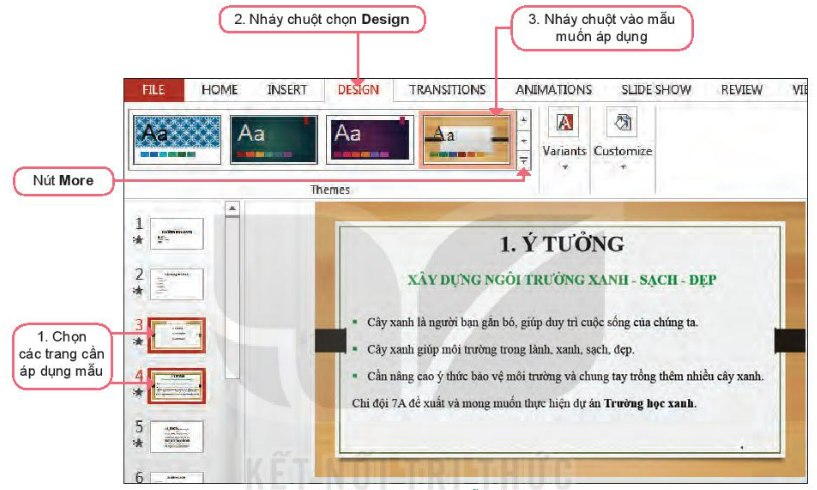 2. Nháy chuột chọn Design
3. Nháy chuột vào mẫu
muốn áp dụng
FILE HOME INSERT DESIGN TRANSITIONS ANIMATIONS SLIDE SHOW REVIEW VIE
Aa Aa Aa Aa
Variants Customize
Nút More
Themes
1
2
3
4
5
6
1. Chọn
các trang cần
áp dụng mẫu
1. Ý TƯỞNG
XÂY DỰNG NGÔI TRƯỜNG XANH - SẠCH - ĐẸP
Cây xanh là người bạn gắn bó, giúp duy trì cuộc sống của chúng ta.
Cây xanh giúp môi trường trong lành, xanh, sạch, đẹp.
Cần nâng cao ý thức bảo vệ môi trường và chung tay trồng thêm nhiều cây xanh.
Chi đội 7A đề xuất và mong muốn thực hiện dự án Trường học xanh.
KẾT NỐI TRI THỨC